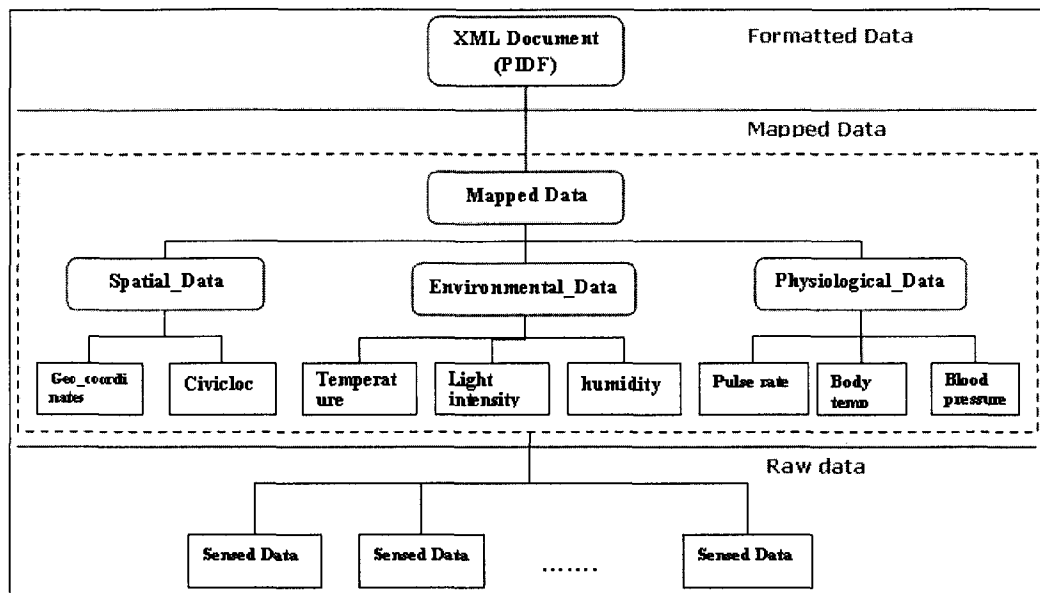 XML Document
(PIDF)
Formatted Data
Mapped Data
Mapped Data
Spatial_Data
Environmental_Data
Physiological_Data
Geo_coordi
nates
Civicloc
Temperat
ure
Light
intensity
humidity
Pulse rate
Body
temp
Blood
pressure
Raw data
Sensed Data
Sensed Data
.......
Sensed Data